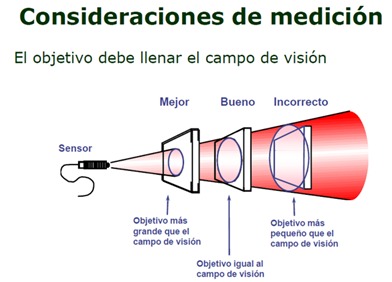 Consideraciones de medición
El objetivo debe llenar el campo de visión
Mejor
Bueno
Incorrecto
Sensor
Objetivo más
grande que el
campo de visión
Objetivo igual al
campo de visión
Objetivo más
pequeño que el
campo de visión